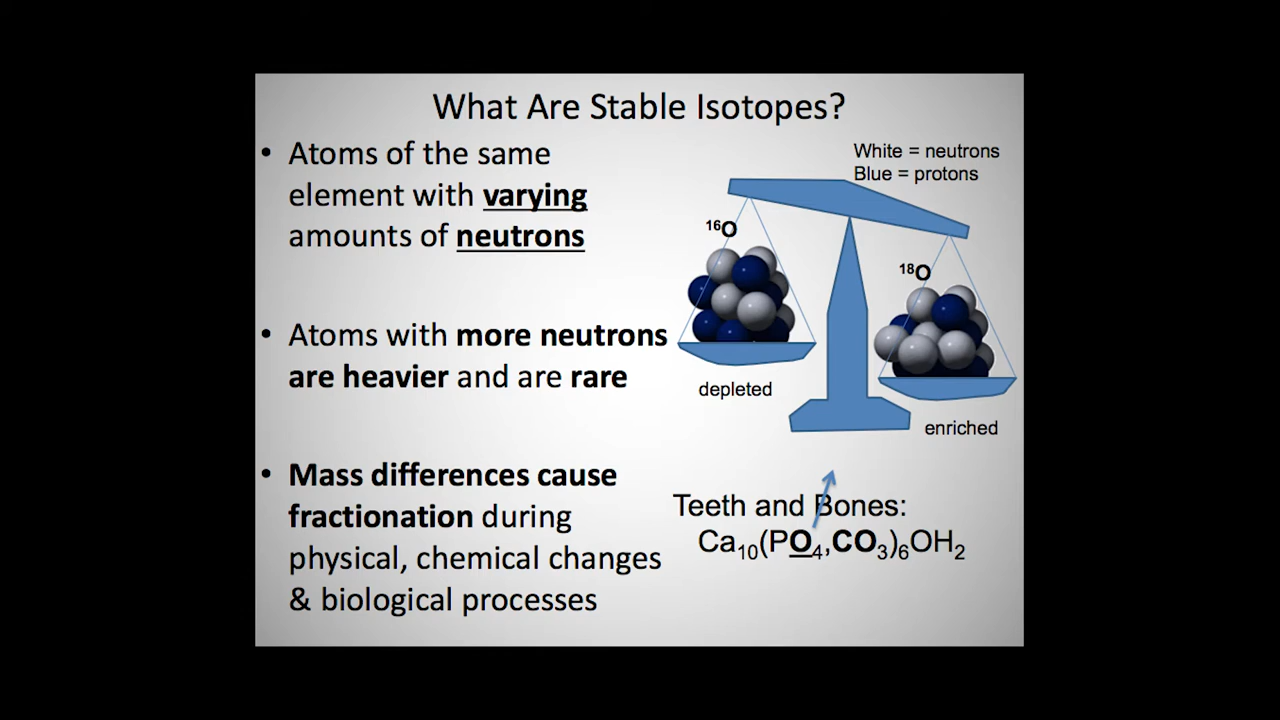 What Are Stable Isotopes?
• Atoms of the same
element with varying
amounts of neutrons
• Atoms with more neutrons
are heavier and are rare
• Mass differences cause
fractionation during
physical, chemical changes
& biological processes
White = neutrons
Blue = protons
¹⁶O
¹⁸O
depleted
enriched
Teeth and Bones:
Ca₁₀(PO₄,CO₃)₆OH₂